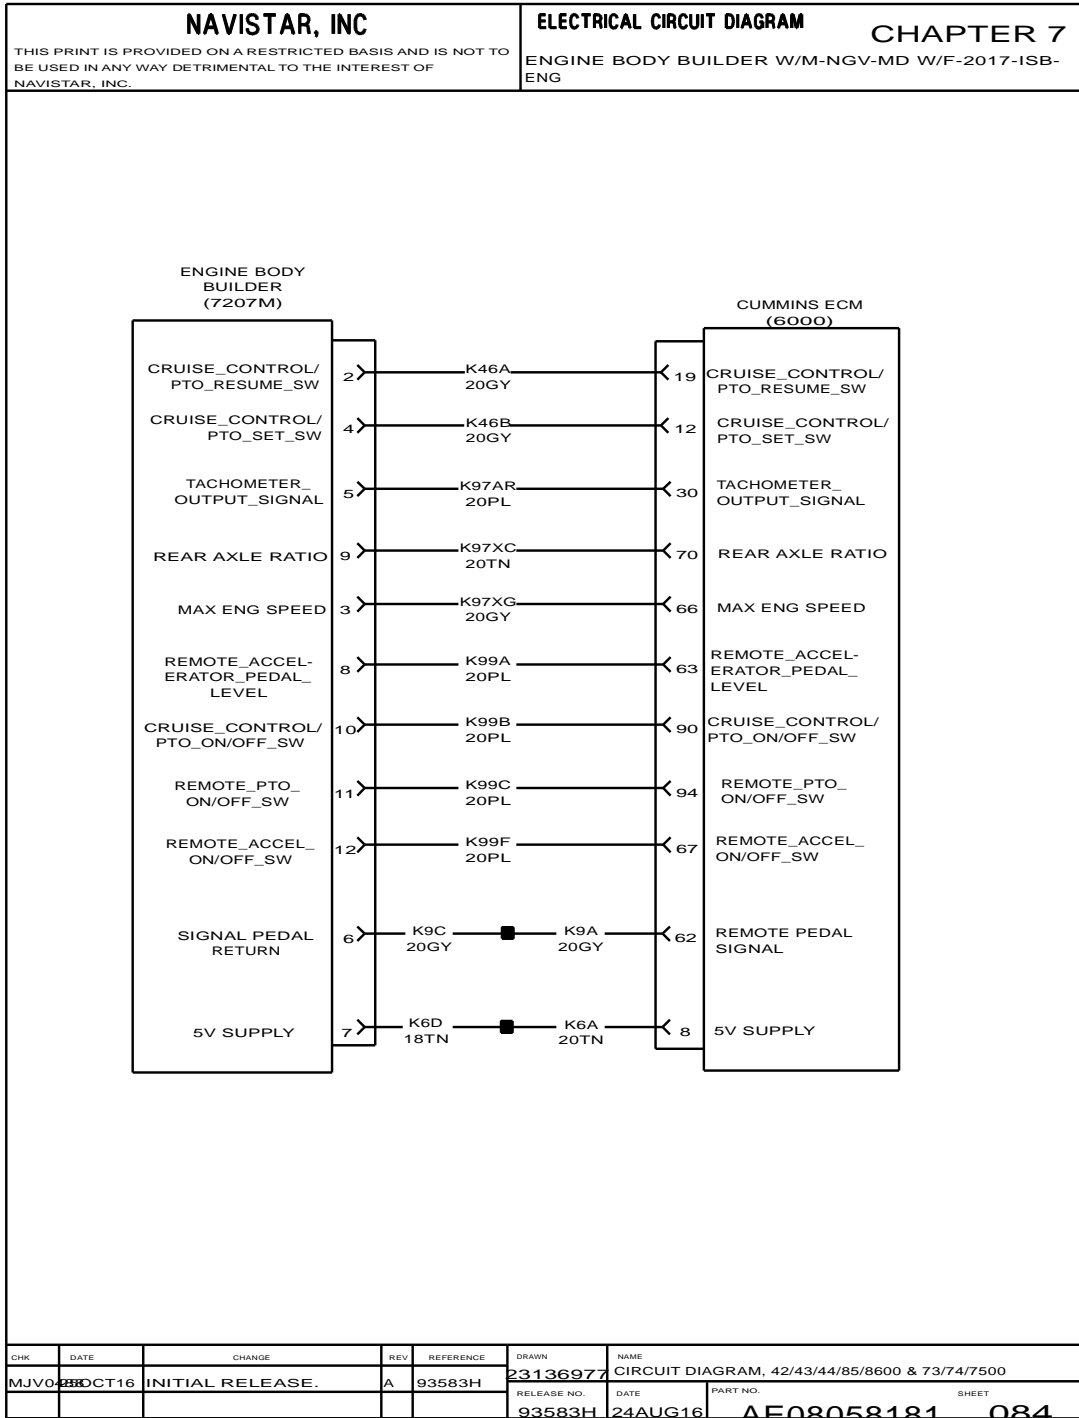 NAVISTAR, INC
THIS PRINT IS PROVIDED ON A RESTRICTED BASIS AND IS NOT TO
BE USED IN ANY WAY DETRIMENTAL TO THE INTEREST OF
NAVISTAR, INC.
ELECTRICAL CIRCUIT DIAGRAM
CHAPTER 7
ENGINE BODY BUILDER W/M-NGV-MD W/F-2017-ISB-
ENG
ENGINE BODY
BUILDER
(7207M)
CUMMINS ECM
(6000)
CRUISE_CONTROL/
PTO_RESUME_SW
2
K46A
20GY
19
CRUISE_CONTROL/
PTO_RESUME_SW
CRUISE_CONTROL/
PTO_SET_SW
4
K46B
20GY
12
CRUISE_CONTROL/
PTO_SET_SW
TACHOMETER_
OUTPUT_SIGNAL
5
K97AR
20PL
30
TACHOMETER_
OUTPUT_SIGNAL
REAR AXLE RATIO
9
K97XC
20TN
70
REAR AXLE RATIO
MAX ENG SPEED
3
K97XG
20GY
66
MAX ENG SPEED
REMOTE_ACCEL-
ERATOR_PEDAL_
LEVEL
8
K99A
20PL
63
REMOTE_ACCEL-
ERATOR_PEDAL_
LEVEL
CRUISE_CONTROL/
PTO_ON/OFF_SW
10
K99B
20PL
90
CRUISE_CONTROL/
PTO_ON/OFF_SW
REMOTE_PTO_
ON/OFF_SW
11
K99C
20PL
94
REMOTE_PTO_
ON/OFF_SW
REMOTE_ACCEL_
ON/OFF_SW
12
K99F
20PL
67
REMOTE_ACCEL_
ON/OFF_SW
SIGNAL PEDAL
RETURN
6
K9C
20GY
K9A
20GY
62
REMOTE PEDAL
SIGNAL
5V SUPPLY
7
K6D
18TN
K6A
20TN
8
5V SUPPLY
CHK DATE CHANGE REV REFERENCE
INITIAL RELEASE. A 93583H
DRAWN
23136977
NAME
CIRCUIT DIAGRAM, 42/43/44/85/8600 & 73/74/7500
RELEASE NO.
93583H
DATE
24AUG16
PART NO.
AE08058181
SHEET
084